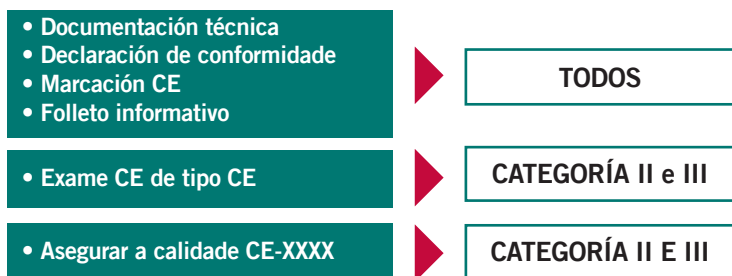 • Documentación técnica
• Declaración de conformidade
• Marcación CE
• Folleto informativo
TODOS
• Exame CE de tipo CE
CATEGORÍA II e III
• Asegurar a calidade CE-XXXX
CATEGORÍA II E III